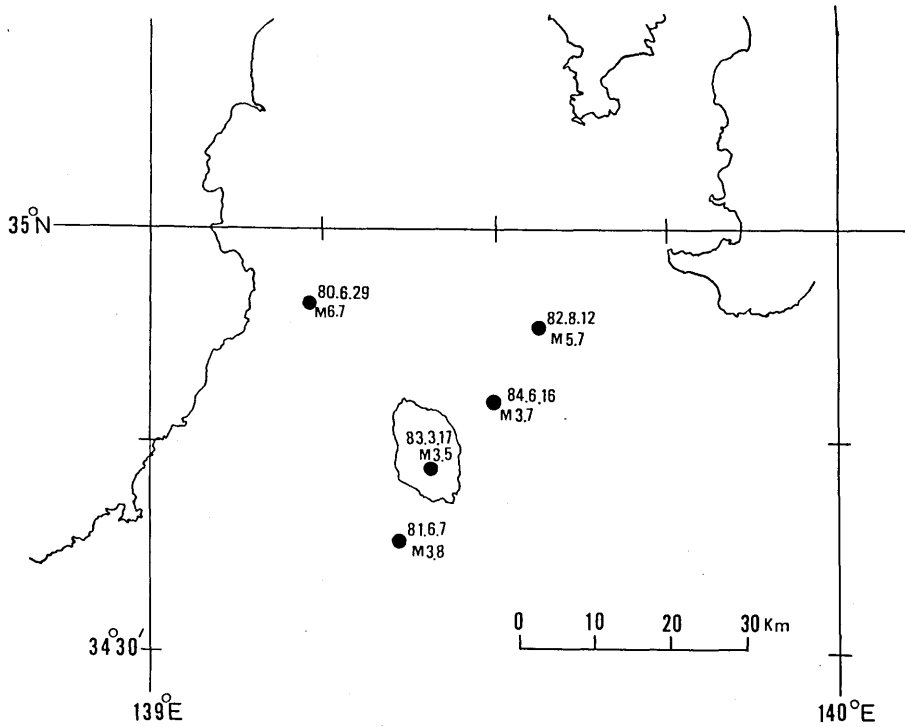 35°N
80.6.29
M6.7
82.8.12
M5.7
84.6.16
M3.7
83.3.17
M3.5
81.6.7
M3.8
0 10 20 30 Km
34°30′
139°E
140°E